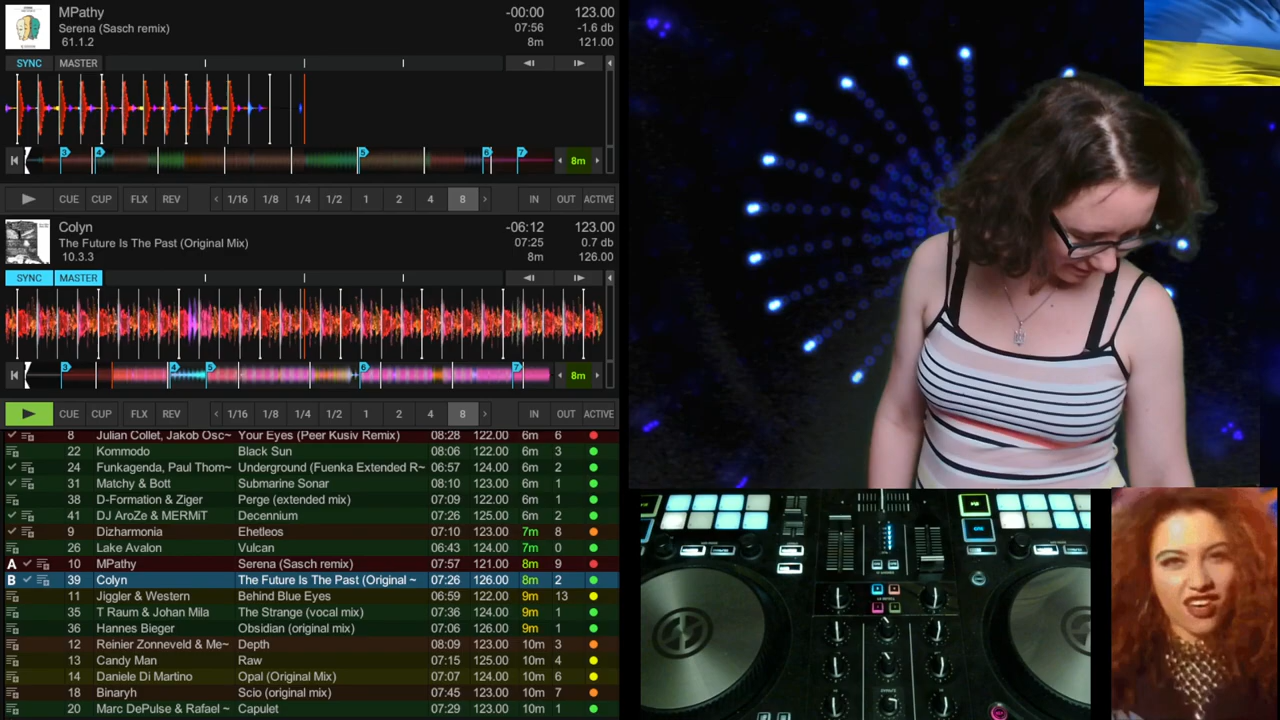 MPathy -00:00 123.00
Serena (Sasch remix) 07:56 -1.6 db
61.1.2 8m 121.00
SYNC MASTER
3 4 5 6 7 8m
CUE CUP FLX REV 1/16 1/8 1/4 1/2 1 2 4 8 IN OUT ACTIVE
Colyn -06:12 123.00
The Future Is The Past (Original Mix) 07:25 0.7 db
10.3.3 8m 126.00
SYNC MASTER
3 4 5 6 7 8m
CUE CUP FLX REV 1/16 1/8 1/4 1/2 1 2 4 8 IN OUT ACTIVE
8 Julian Collet, Jakob Osc~ Your Eyes (Peer Kusiv Remix) 08:28 122.00 6m 6
22 Kommodo Black Sun 08:06 122.00 6m 3
24 Funkagenda, Paul Thom~ Underground (Fuenka Extended R~ 06:57 124.00 6m 2
31 Matchy & Bott Submarine Sonar 08:10 123.00 6m 1
38 D-Formation & Ziger Perge (extended mix) 07:09 122.00 6m 1
41 DJ AroZe & MERMiT Decennium 07:26 125.00 6m 2
9 Dizharmonia Ehetleos 07:10 123.00 7m 8
26 Lake Avalon Vulcan 06:43 124.00 7m 0
A 10 MPathy Serena (Sasch remix) 07:57 121.00 8m 9
B 39 Colyn The Future Is The Past (Original ~ 07:26 126.00 8m 2
11 Jiggler & Western Behind Blue Eyes 06:59 122.00 9m 13
35 T Raum & Johan Mila The Strange (vocal mix) 07:36 124.00 9m 1
36 Hannes Bieger Obsidian (original mix) 07:06 126.00 9m 1
12 Reinier Zonneveld & Me~ Depth 08:09 123.00 10m 3
13 Candy Man Raw 07:15 125.00 10m 4
14 Daniele Di Martino Opal (Original Mix) 07:07 124.00 10m 6
18 Binaryh Scio (original mix) 07:45 123.00 10m 7
20 Marc DePulse & Rafael ~ Capulet 07:29 123.00 10m 1